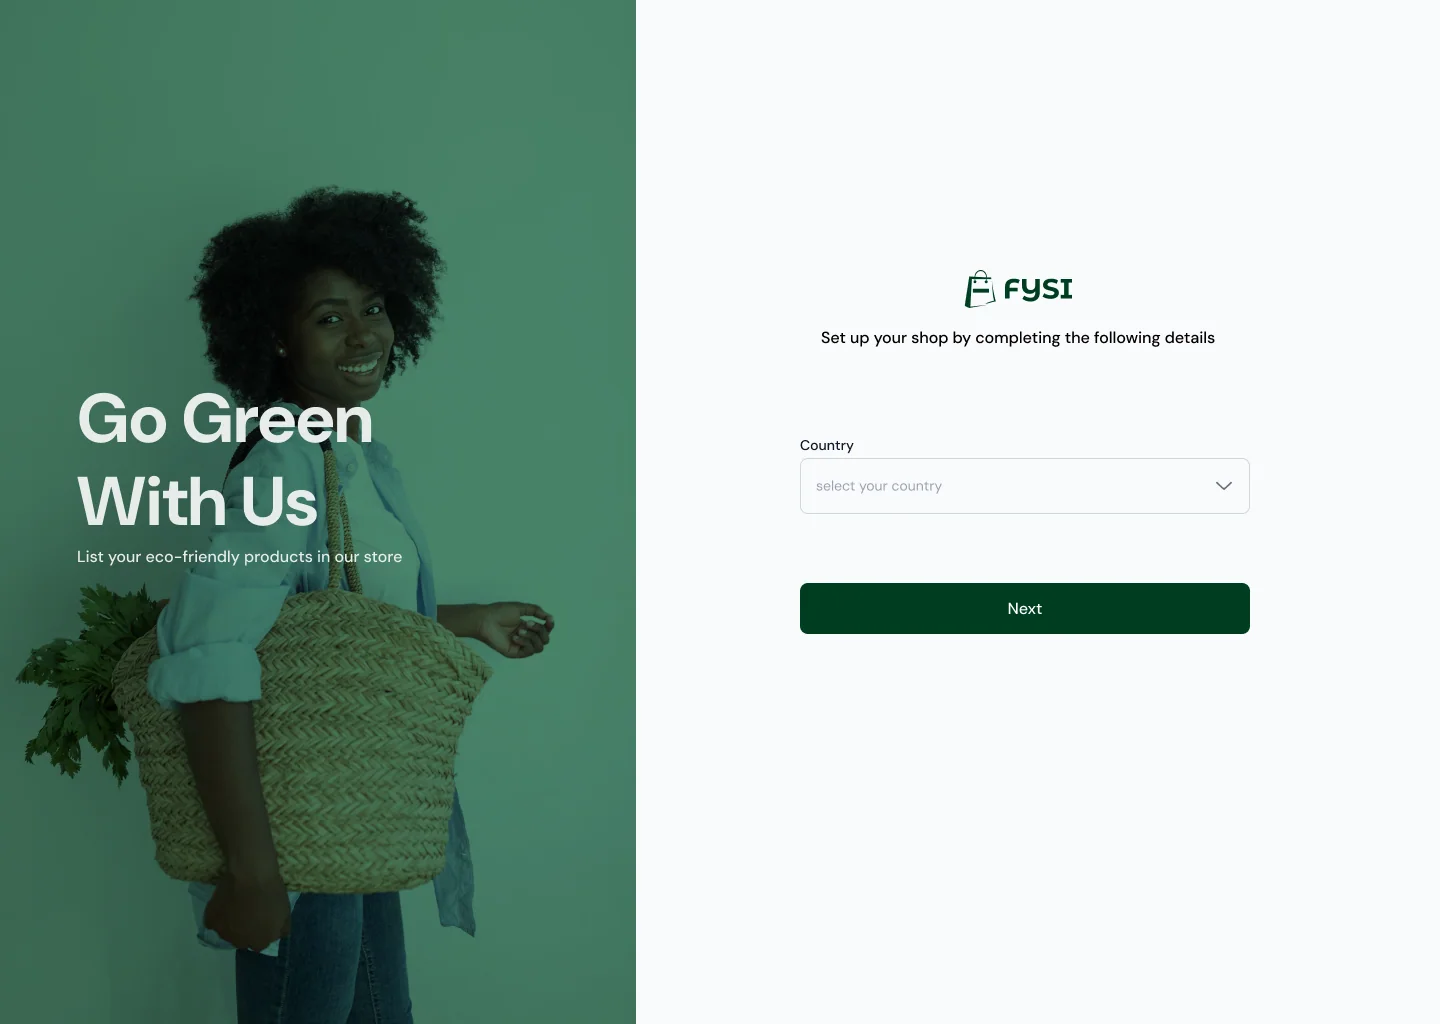 Go Green
With Us
List your eco-friendly products in our store
FYSI
Set up your shop by completing the following details
Country
select your country
Next